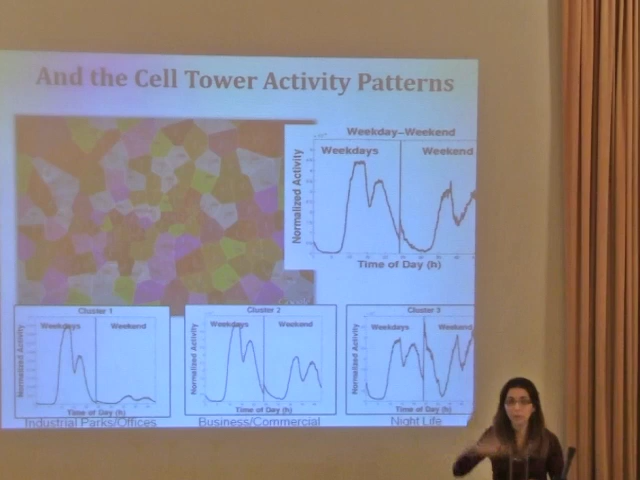 And the Cell Tower Activity Patterns
Weekday-Weekend
Weekdays
Weekend
Normalized Activity
Time of Day (h)
Cluster 1
Weekdays
Weekend
Normalized Activity
Time of Day (h)
Industrial Parks/Offices
Cluster 2
Weekdays
Weekend
Normalized Activity
Time of Day (h)
Business/Commercial
Cluster 3
Weekdays
Weekend
Normalized Activity
Time of Day (h)
Night Life